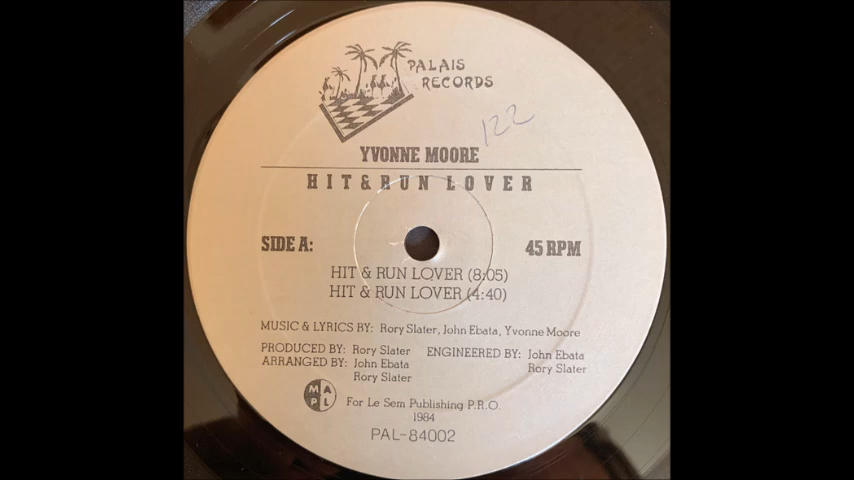 PALAIS
RECORDS
122
YVONNE MOORE
HIT & RUN LOVER
SIDE A: 45 RPM
HIT & RUN LOVER (8:05)
HIT & RUN LOVER (4:40)
MUSIC & LYRICS BY: Rory Slater, John Ebata, Yvonne Moore
PRODUCED BY: Rory Slater ENGINEERED BY: John Ebata
ARRANGED BY: John Ebata Rory Slater
Rory Slater
M A
P L
For Le Sem Publishing P.R.O.
1984
PAL-84002